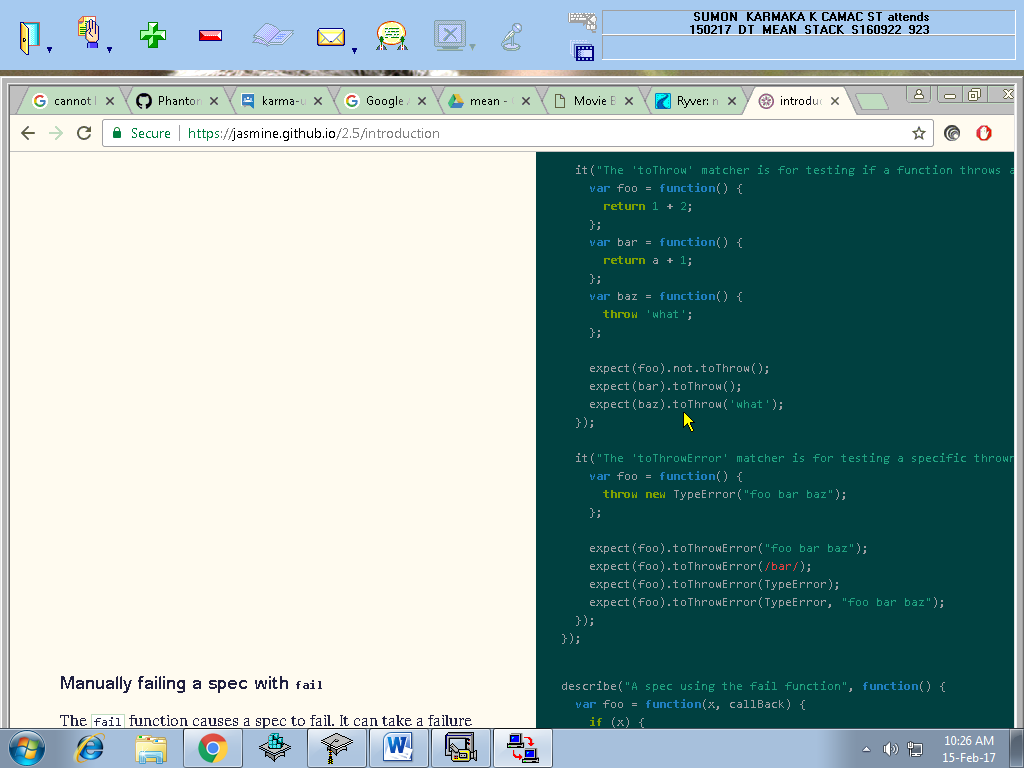 SUMON KARMAKA K CAMAC ST attends
150217 DT MEAN STACK S160922 923
cannot
Phanto
karma-u
Google
mean -
Movie
Ryver:
introdu
Secure
https://jasmine.github.io/2.5/introduction
it("The 'toThrow' matcher is for testing if a function throws a
var foo = function() {
return 1 + 2;
};
var bar = function() {
return a + 1;
};
var baz = function() {
throw 'what';
};
expect(foo).not.toThrow();
expect(bar).toThrow();
expect(baz).toThrow('what');
});
it("The 'toThrowError' matcher is for testing a specific thrown
var foo = function() {
throw new TypeError("foo bar baz");
};
expect(foo).toThrowError("foo bar baz");
expect(foo).toThrowError(/bar/);
expect(foo).toThrowError(TypeError);
expect(foo).toThrowError(TypeError, "foo bar baz");
});
});
Manually failing a spec with fail
The fail function causes a spec to fail. It can take a failure
describe("A spec using the fail function", function() {
var foo = function(x, callBack) {
if (x) {
10:26 AM
15-Feb-17